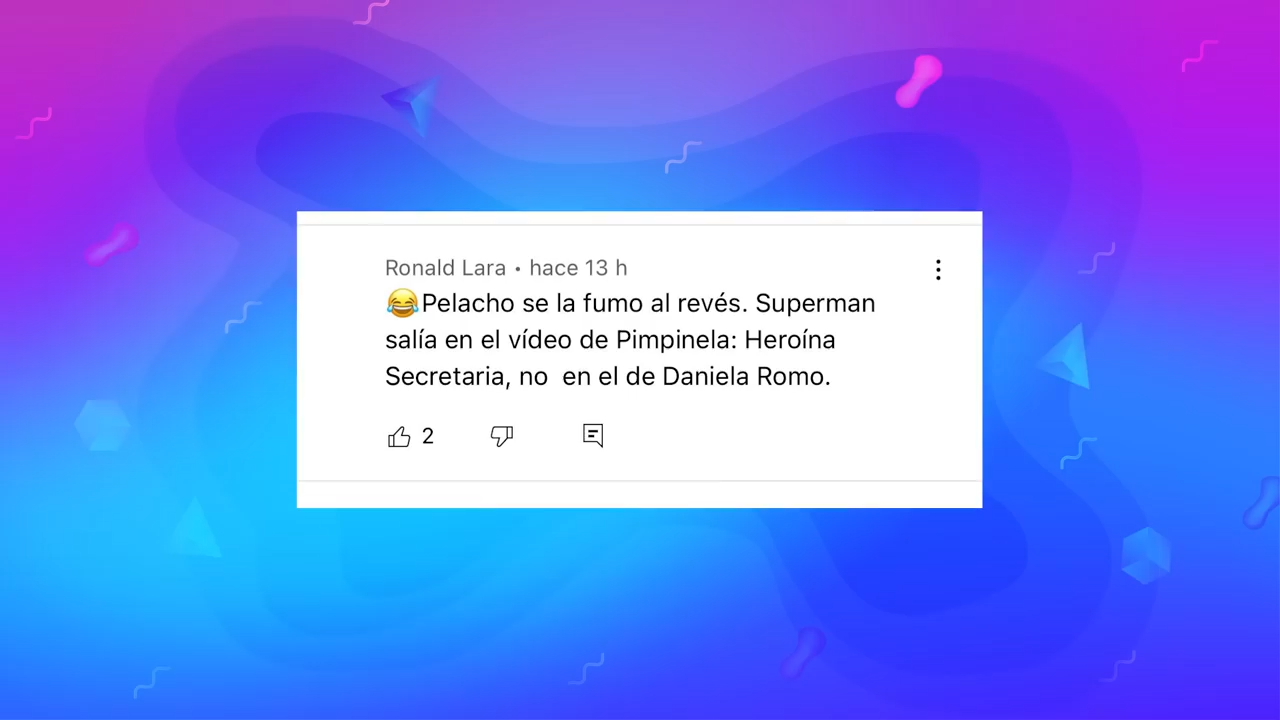 Ronald Lara • hace 13 h
😂Pelacho se la fumo al revés. Superman
salía en el vídeo de Pimpinela: Heroína
Secretaria, no  en el de Daniela Romo.
2